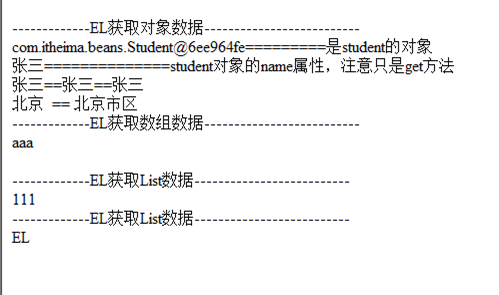 -------------EL获取对象数据--------------------------
com.itheima.beans.Student@6ee964fe=========是student的对象
张三==============student对象的name属性，注意只是get方法
张三==张三==张三
北京 == 北京市区
-------------EL获取数组数据--------------------------
aaa
-------------EL获取List数据--------------------------
111
-------------EL获取List数据--------------------------
EL